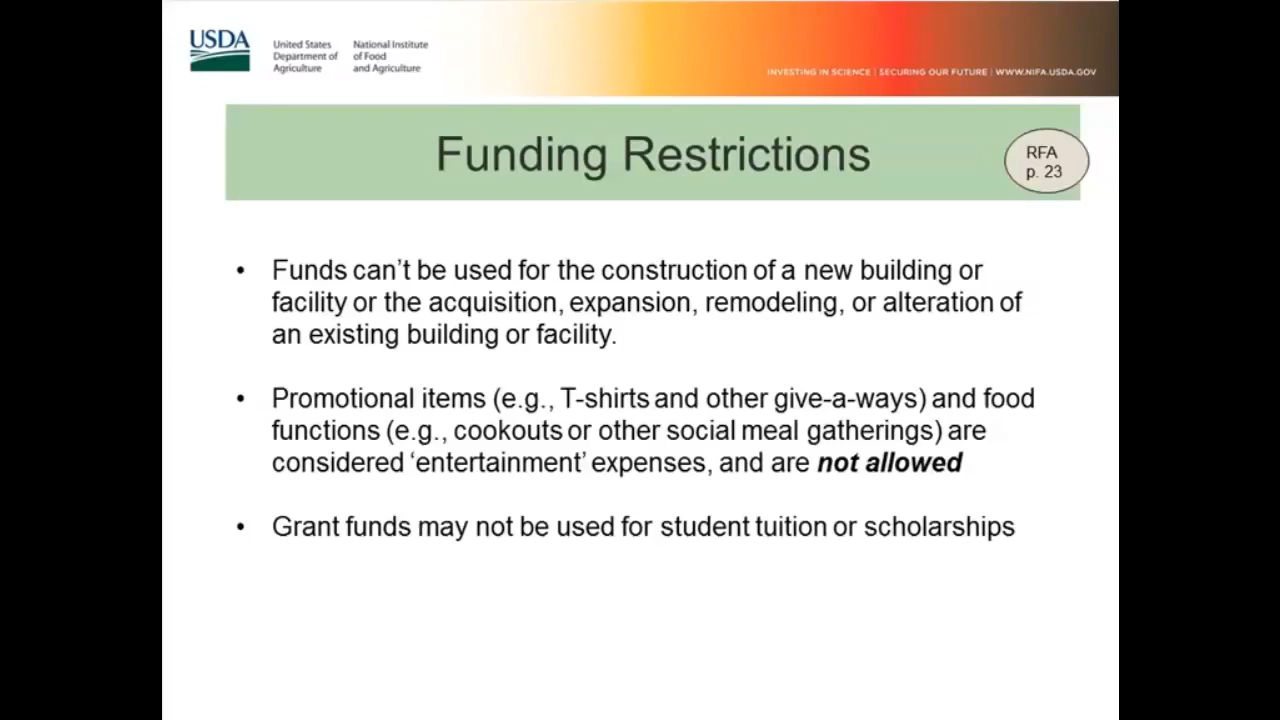 USDA
United States
Department of
Agriculture
National Institute
of Food
and Agriculture
INVESTING IN SCIENCE | SECURING OUR FUTURE | WWW.NIFA.USDA.GOV
Funding Restrictions
RFA
p. 23
• Funds can’t be used for the construction of a new building or
facility or the acquisition, expansion, remodeling, or alteration of
an existing building or facility.
• Promotional items (e.g., T-shirts and other give-a-ways) and food
functions (e.g., cookouts or other social meal gatherings) are
considered ‘entertainment’ expenses, and are not allowed
• Grant funds may not be used for student tuition or scholarships